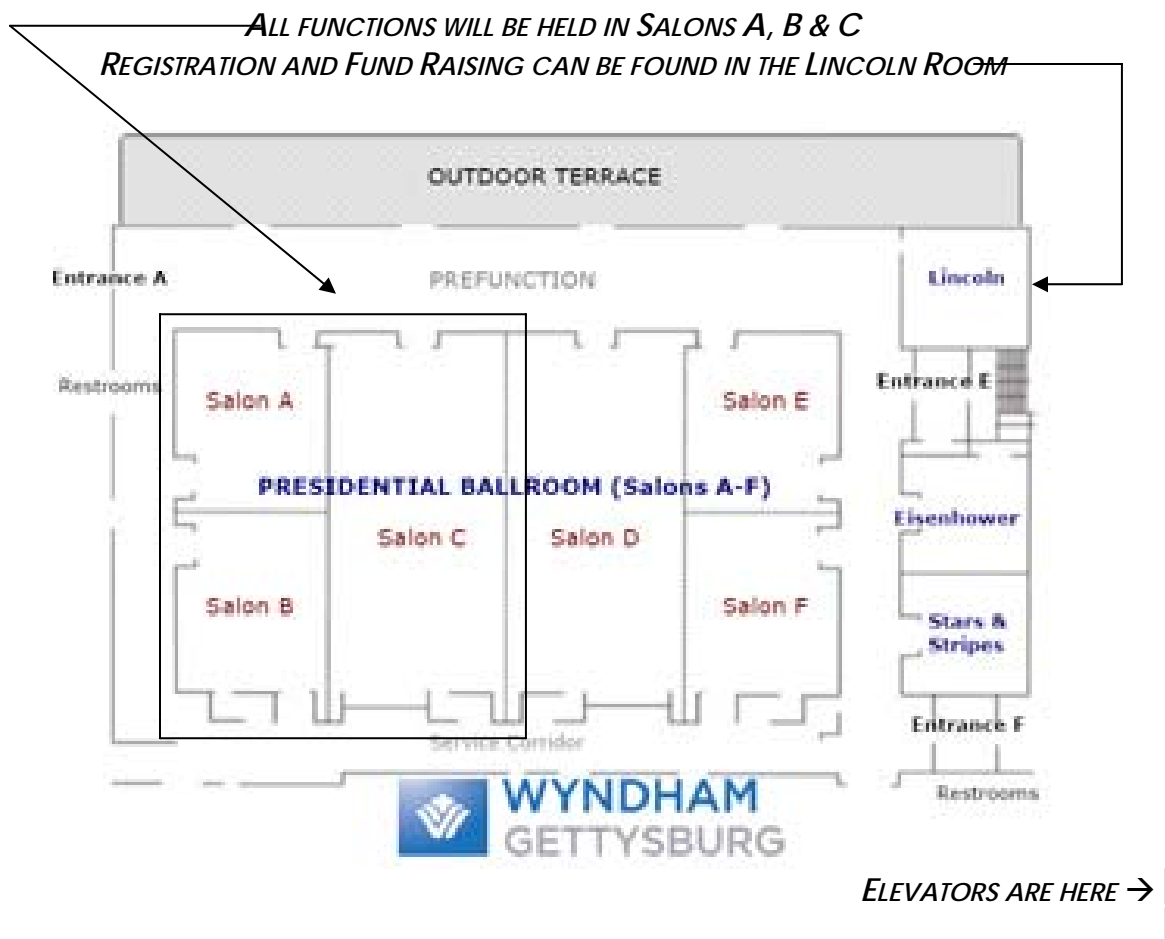 ALL FUNCTIONS WILL BE HELD IN SALONS A, B & C
REGISTRATION AND FUND RAISING CAN BE FOUND IN THE LINCOLN ROOM
OUTDOOR TERRACE
Entrance A
PREFUNCTION
Lincoln
Restrooms
Salon A
Salon E
Entrance E
PRESIDENTIAL BALLROOM (Salons A-F)
Salon C
Salon D
Eisenhower
Salon B
Salon F
Stars &
Stripes
Entrance F
Service Corridor
Restrooms
WYNDHAM
GETTYSBURG
ELEVATORS ARE HERE →